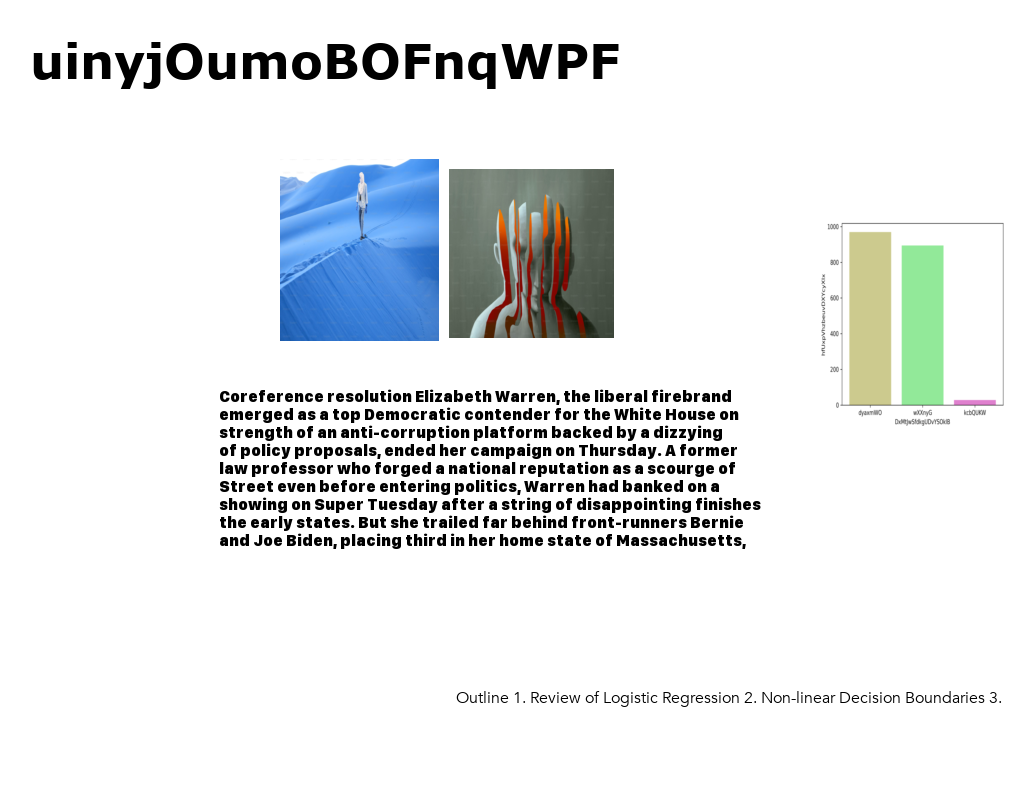 uinyjOumoBOFnqWPF
1000
800
600
400
200
0
dyaxmWO
wXXnyG
kcbQUKW
Coreference resolution Elizabeth Warren, the liberal firebrand
emerged as a top Democratic contender for the White House on
strength of an anti-corruption platform backed by a dizzying
of policy proposals, ended her campaign on Thursday. A former
law professor who forged a national reputation as a scourge of
Street even before entering politics, Warren had banked on a
showing on Super Tuesday after a string of disappointing finishes
the early states. But she trailed far behind front-runners Bernie
and Joe Biden, placing third in her home state of Massachusetts,
Outline 1. Review of Logistic Regression 2. Non-linear Decision Boundaries 3.